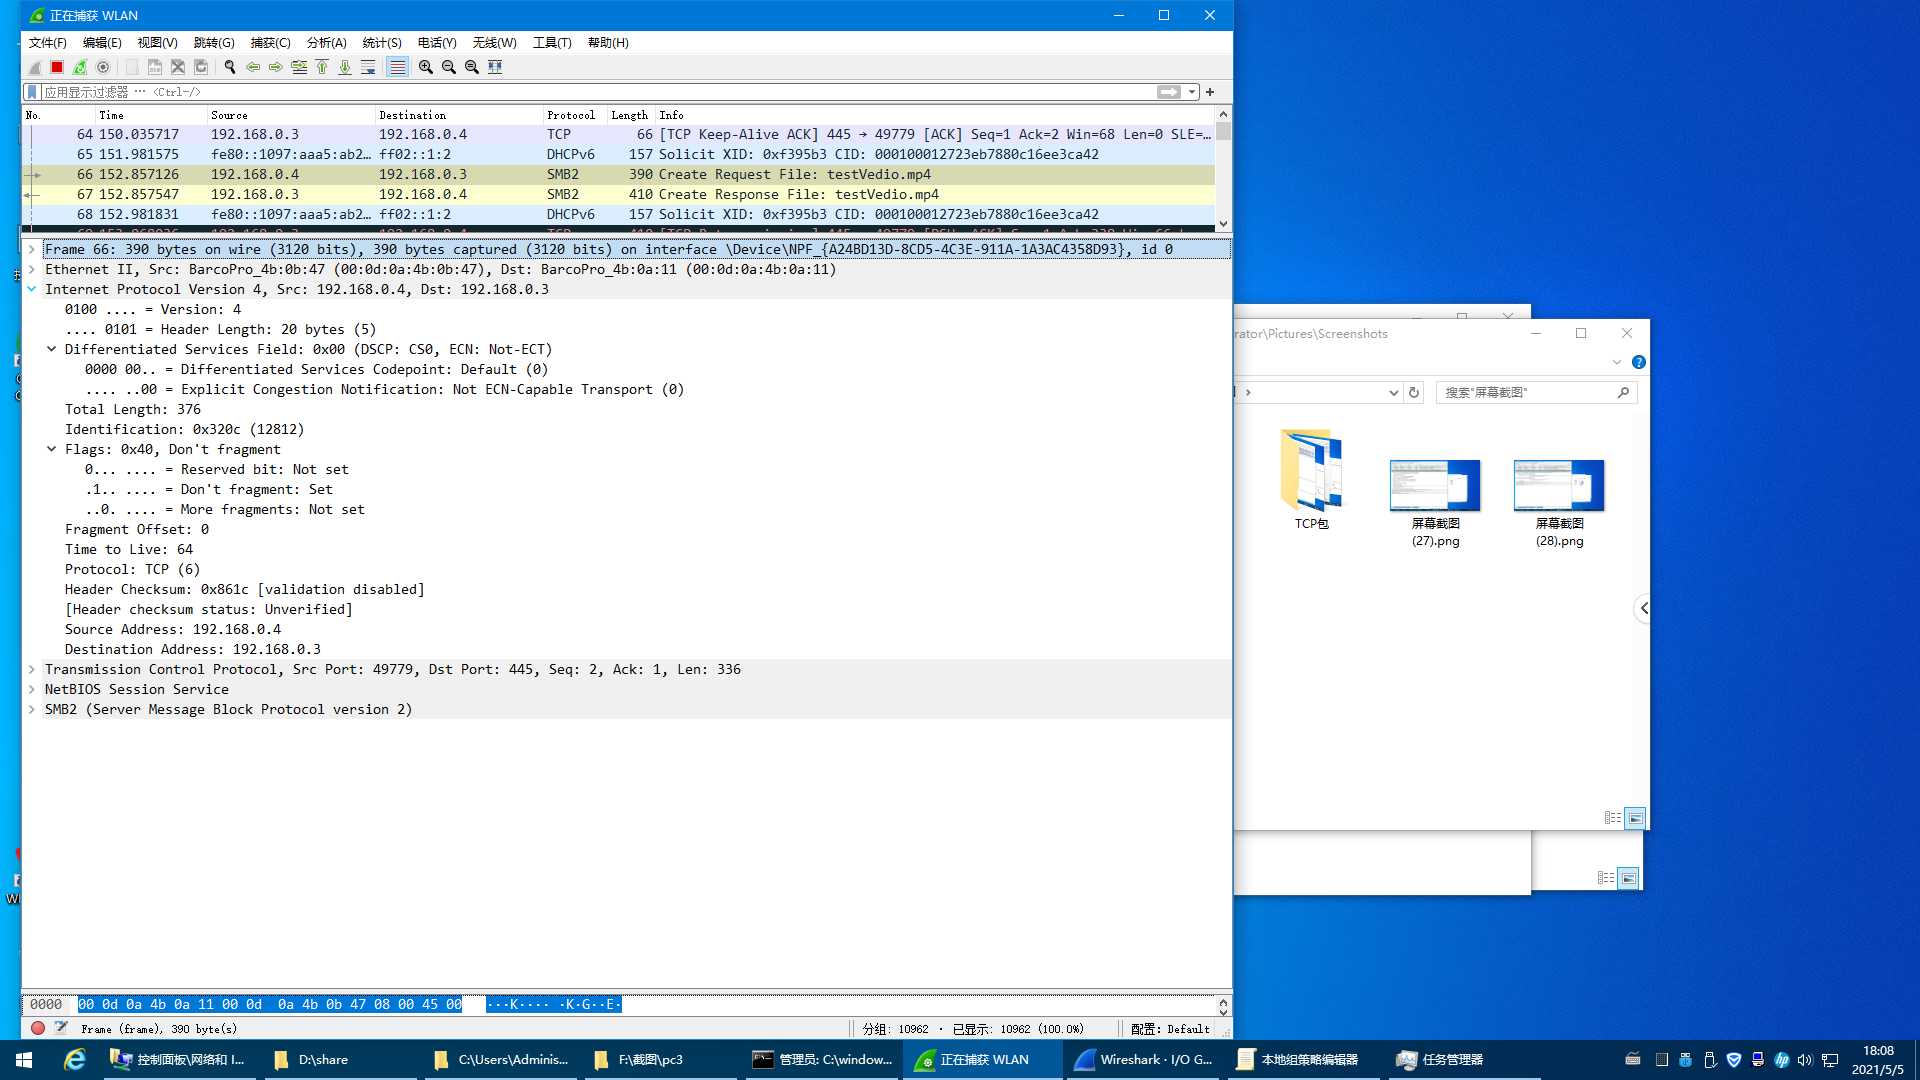 正在捕获 WLAN
文件(F) 编辑(E) 视图(V) 跳转(G) 捕获(C) 分析(A) 统计(S) 电话(Y) 无线(W) 工具(T) 帮助(H)
应用显示过滤器 … <Ctrl-/>
No. Time Source Destination Protocol Length Info
64 150.035717 192.168.0.3 192.168.0.4 TCP 66 [TCP Keep-Alive ACK] 445 → 49779 [ACK] Seq=1 Ack=2 Win=68 Len=0 SLE=…
65 151.981575 fe80::1097:aaa5:ab2… ff02::1:2 DHCPv6 157 Solicit XID: 0xf395b3 CID: 000100012723eb7880c16ee3ca42
66 152.857126 192.168.0.4 192.168.0.3 SMB2 390 Create Request File: testVedio.mp4
67 152.857547 192.168.0.3 192.168.0.4 SMB2 410 Create Response File: testVedio.mp4
68 152.981831 fe80::1097:aaa5:ab2… ff02::1:2 DHCPv6 157 Solicit XID: 0xf395b3 CID: 000100012723eb7880c16ee3ca42
Frame 66: 390 bytes on wire (3120 bits), 390 bytes captured (3120 bits) on interface \Device\NPF_{A24BD13D-8CD5-4C3E-911A-1A3AC4358D93}, id 0
Ethernet II, Src: BarcoPro_4b:0b:47 (00:0d:0a:4b:0b:47), Dst: BarcoPro_4b:0a:11 (00:0d:0a:4b:0a:11)
Internet Protocol Version 4, Src: 192.168.0.4, Dst: 192.168.0.3
0100 .... = Version: 4
.... 0101 = Header Length: 20 bytes (5)
Differentiated Services Field: 0x00 (DSCP: CS0, ECN: Not-ECT)
0000 00.. = Differentiated Services Codepoint: Default (0)
.... ..00 = Explicit Congestion Notification: Not ECN-Capable Transport (0)
Total Length: 376
Identification: 0x320c (12812)
Flags: 0x40, Don't fragment
0... .... = Reserved bit: Not set
.1.. .... = Don't fragment: Set
..0. .... = More fragments: Not set
Fragment Offset: 0
Time to Live: 64
Protocol: TCP (6)
Header Checksum: 0x861c [validation disabled]
[Header checksum status: Unverified]
Source Address: 192.168.0.4
Destination Address: 192.168.0.3
Transmission Control Protocol, Src Port: 49779, Dst Port: 445, Seq: 2, Ack: 1, Len: 336
NetBIOS Session Service
SMB2 (Server Message Block Protocol version 2)
0000 00 0d 0a 4b 0a 11 00 0d 0a 4b 0b 47 08 00 45 00 ···K···· ·K·G··E·
Frame (frame), 390 byte(s)
分组: 10962 · 已显示: 10962 (100.0%)
配置: Default
rator\Pictures\Screenshots
搜索"屏幕截图"
TCP包
屏幕截图
(27).png
屏幕截图
(28).png
控制面板\网络和 I...
D:\share
C:\Users\Adminis...
F:\截图\pc3
管理员: C:\window...
正在捕获 WLAN
Wireshark · I/O G...
本地组策略编辑器
任务管理器
18:08
2021/5/5